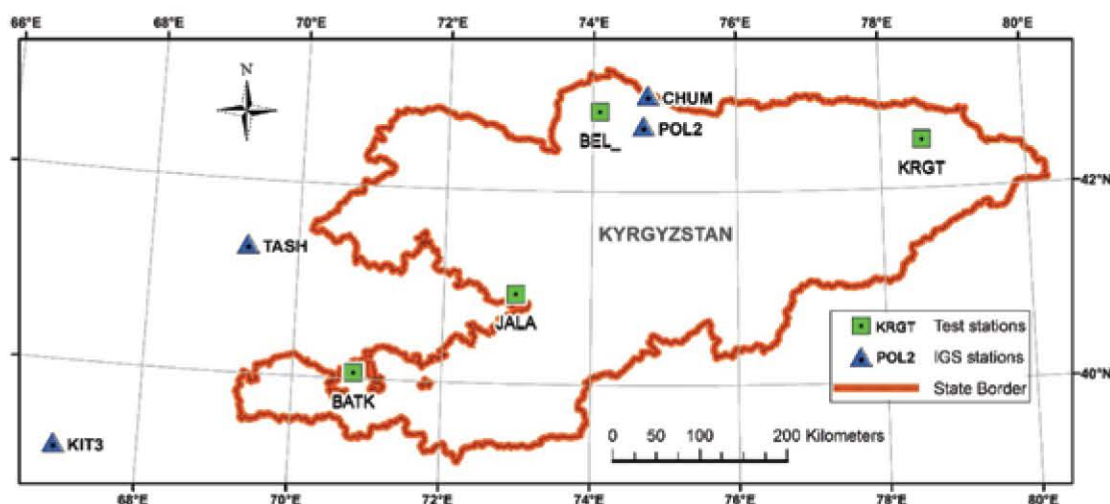 66°E 68°E 70°E 72°E 74°E 76°E 78°E 80°E
N
CHUM
BEL_
POL2
KRGT
42°N
TASH
KYRGYZSTAN
JALA
KRGT Test stations
POL2 IGS stations
State Border
40°N
BATK
KIT3
0 50 100 200 Kilometers
68°E 70°E 72°E 74°E 76°E 78°E 80°E